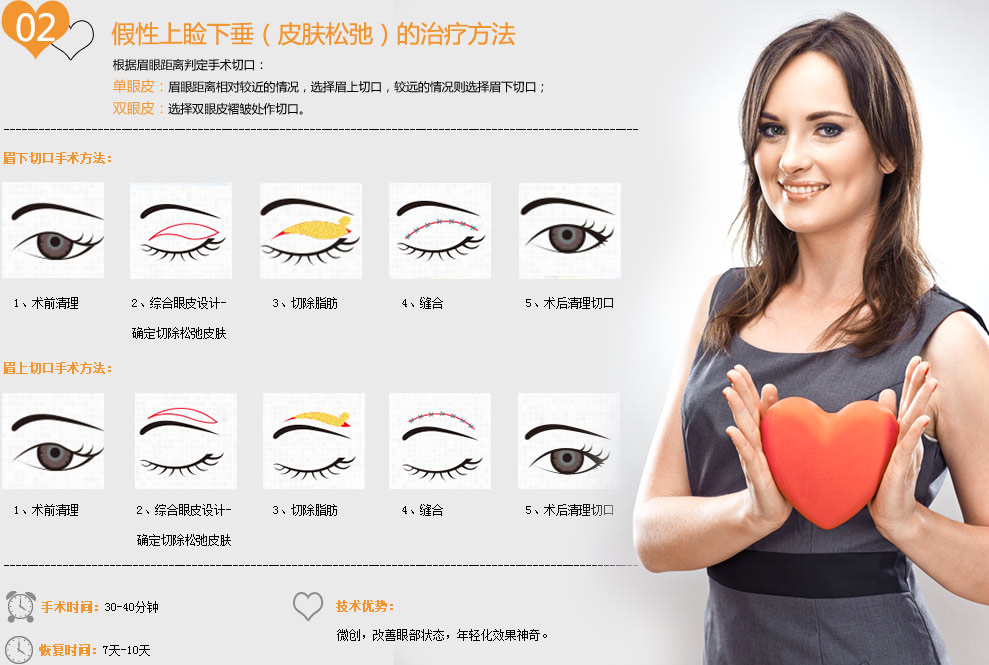 02
假性上睑下垂（皮肤松弛）的治疗方法
根据眉眼距离判定手术切口：
单眼皮：眉眼距离相对较近的情况，选择眉上切口，较远的情况则选择眉下切口；
双眼皮：选择双眼皮褶皱处作切口。
眉下切口手术方法：
1、术前清理
2、综合眼皮设计-
确定切除松弛皮肤
3、切除脂肪
4、缝合
5、术后清理切口
眉上切口手术方法：
1、术前清理
2、综合眼皮设计-
确定切除松弛皮肤
3、切除脂肪
4、缝合
5、术后清理切口
手术时间：30-40分钟
恢复时间：7天-10天
技术优势：
微创，改善眼部状态，年轻化效果神奇。